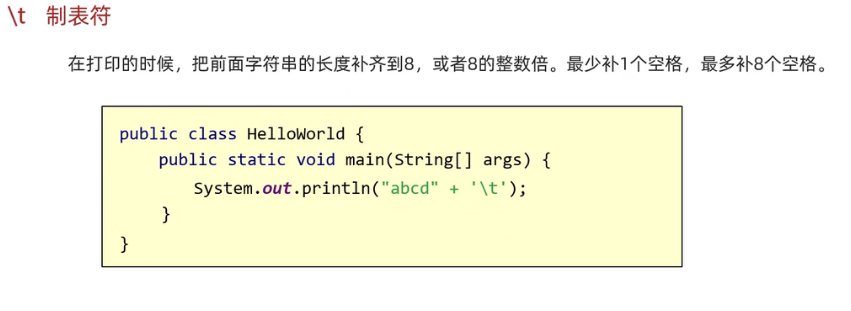 \t 制表符
在打印的时候，把前面字符串的长度补齐到8，或者8的整数倍。最少补1个空格，最多补8个空格。
public class HelloWorld {
    public static void main(String[] args) {
        System.out.println("abcd" + '\t');
    }
}